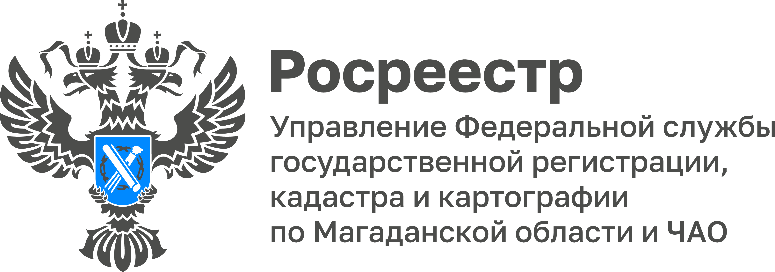 Росреестр
Управление Федеральной службы
государственной регистрации,
кадастра и картографии
по Магаданской области и ЧАО